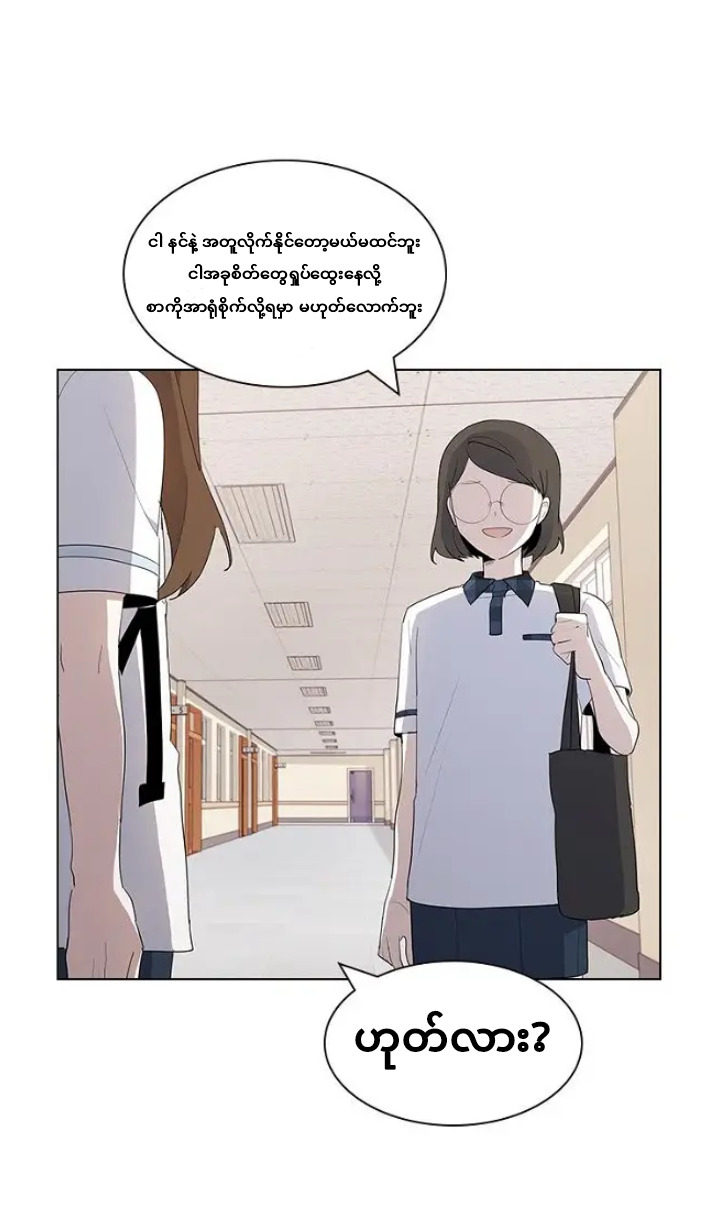 ငါ နင်နဲ့ အတူလိုက်နိုင်တော့မယ်မထင်ဘူး
ငါအခုစိတ်တွေရှုပ်ထွေးနေလို့
စာကိုအာရုံစိုက်လို့ရမှာ မဟုတ်လောက်ဘူး
ဟုတ်လား?